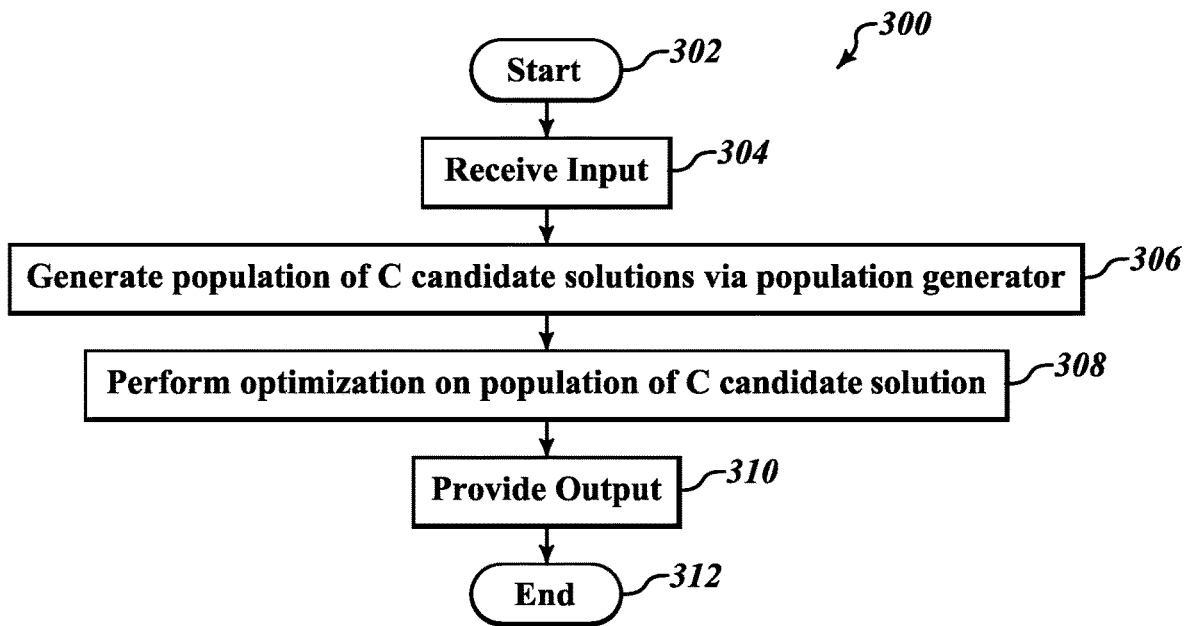 300
Start
302
Receive Input
304
Generate population of C candidate solutions via population generator
306
Perform optimization on population of C candidate solution
308
Provide Output
310
End
312